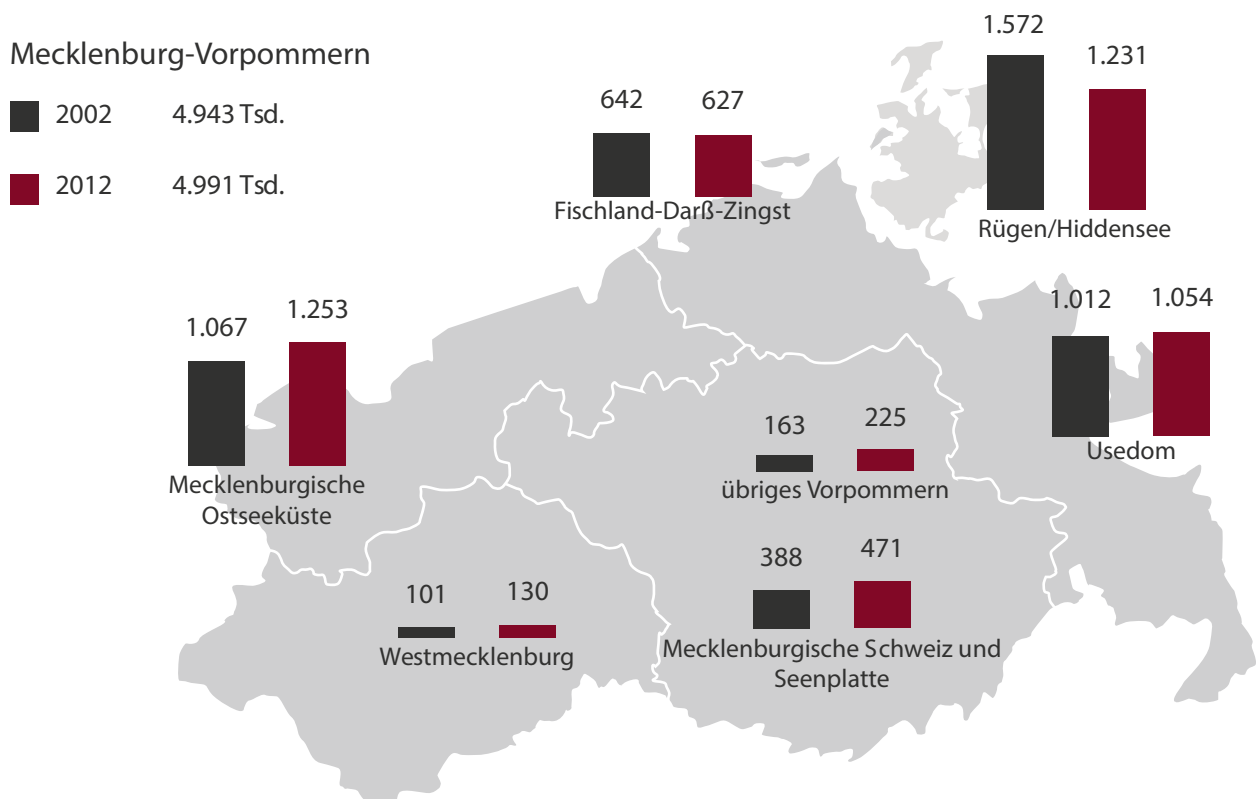 Mecklenburg-Vorpommern
2002 4.943 Tsd.
2012 4.991 Tsd.
642 627
Fischland-Darß-Zingst
1.572 1.231
Rügen/Hiddensee
1.067 1.253
Mecklenburgische
Ostseeküste
1.012 1.054
Usedom
163 225
übriges Vorpommern
101 130
Westmecklenburg
388 471
Mecklenburgische Schweiz und
Seenplatte